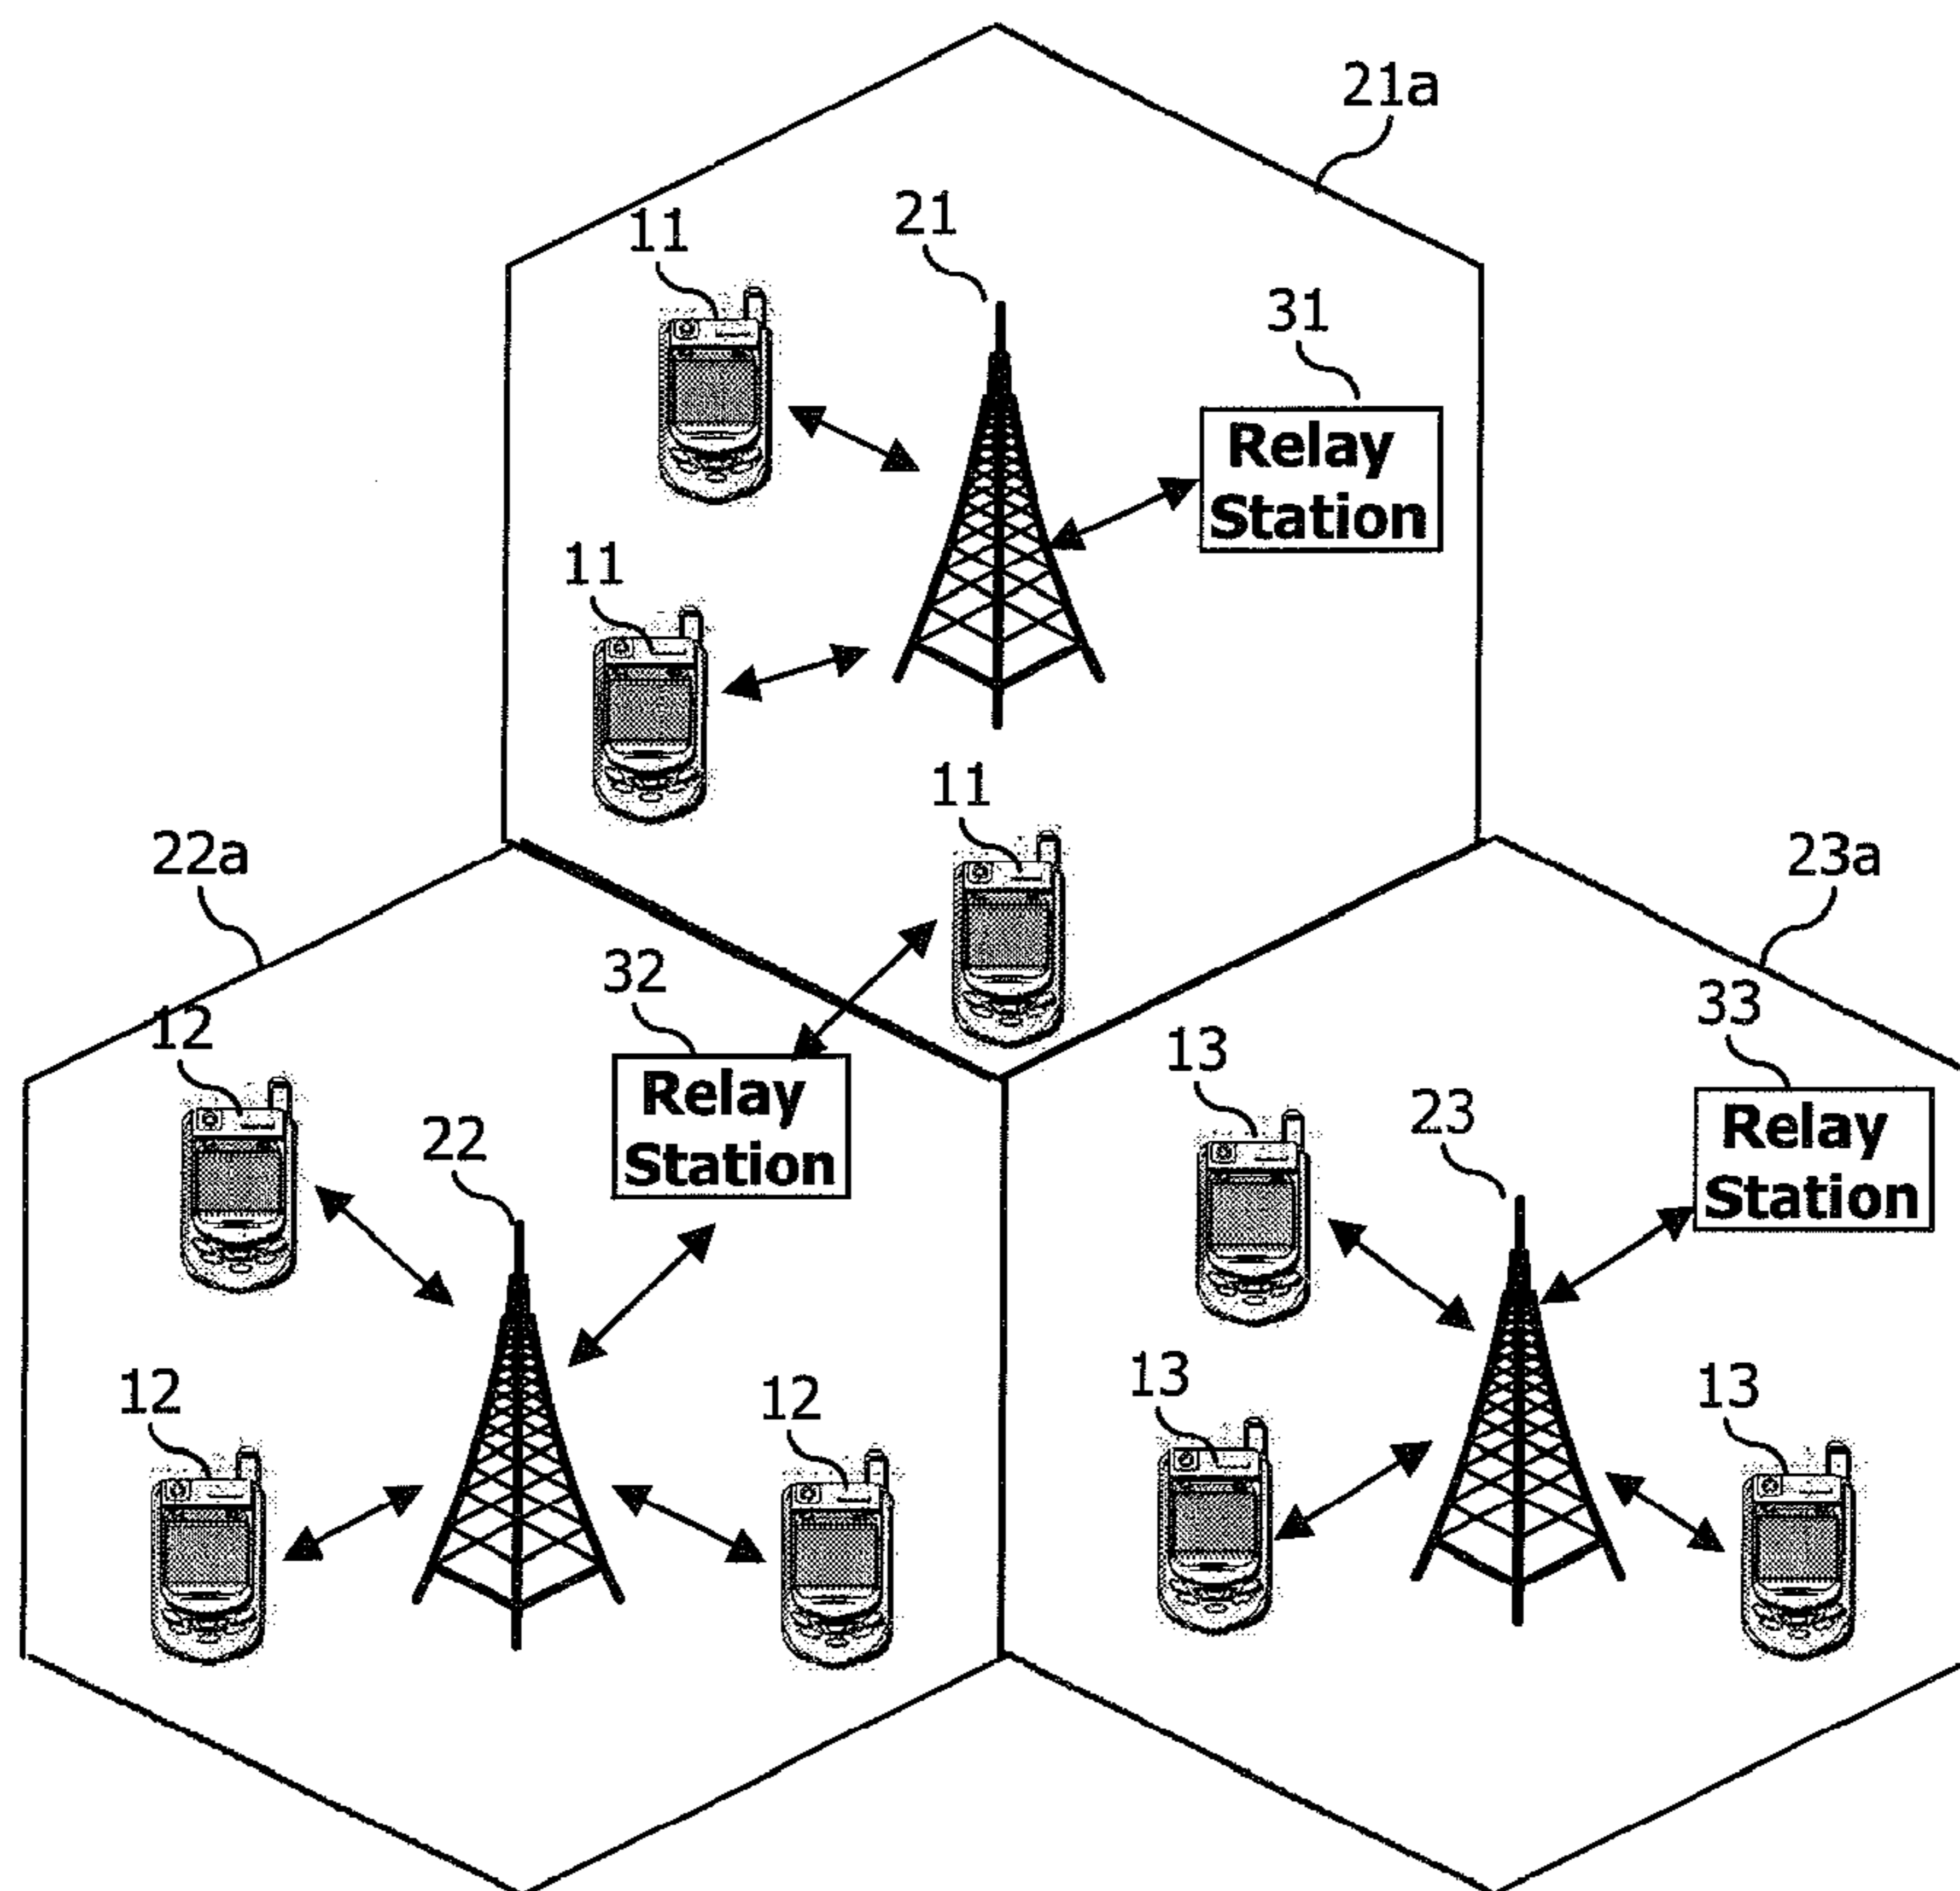 21a
11
21
31
Relay
Station
11
11
22a
23a
32
33
12
Relay
Station
13
Relay
Station
22
23
12
12
13
13